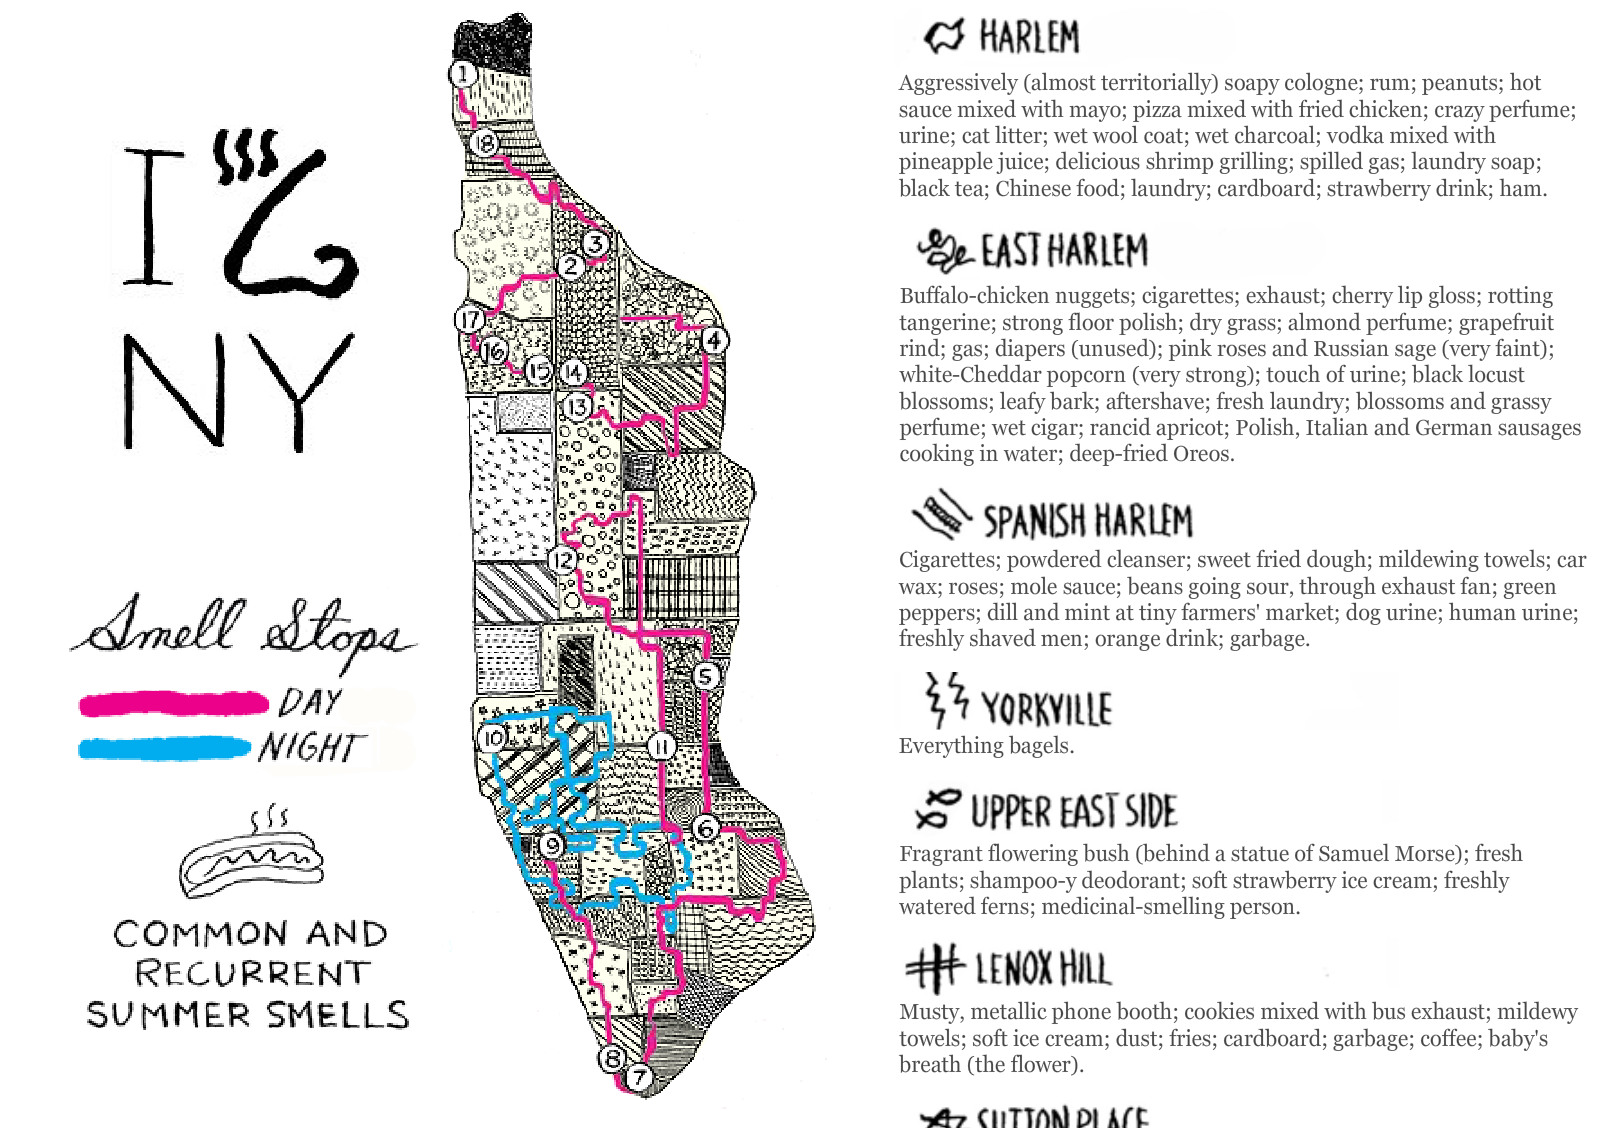 I NY
Smell Stops
DAY
NIGHT
COMMON AND
RECURRENT
SUMMER SMELLS
1
18
3
2
17
4
16
15
14
13
12
5
10
11
6
9
8
7
HARLEM
Aggressively (almost territorially) soapy cologne; rum; peanuts; hot
sauce mixed with mayo; pizza mixed with fried chicken; crazy perfume;
urine; cat litter; wet wool coat; wet charcoal; vodka mixed with
pineapple juice; delicious shrimp grilling; spilled gas; laundry soap;
black tea; Chinese food; laundry; cardboard; strawberry drink; ham.
EAST HARLEM
Buffalo-chicken nuggets; cigarettes; exhaust; cherry lip gloss; rotting
tangerine; strong floor polish; dry grass; almond perfume; grapefruit
rind; gas; diapers (unused); pink roses and Russian sage (very faint);
white-Cheddar popcorn (very strong); touch of urine; black locust
blossoms; leafy bark; aftershave; fresh laundry; blossoms and grassy
perfume; wet cigar; rancid apricot; Polish, Italian and German sausages
cooking in water; deep-fried Oreos.
SPANISH HARLEM
Cigarettes; powdered cleanser; sweet fried dough; mildewing towels; car
wax; roses; mole sauce; beans going sour, through exhaust fan; green
peppers; dill and mint at tiny farmers' market; dog urine; human urine;
freshly shaved men; orange drink; garbage.
YORKVILLE
Everything bagels.
UPPER EAST SIDE
Fragrant flowering bush (behind a statue of Samuel Morse); fresh
plants; shampoo-y deodorant; soft strawberry ice cream; freshly
watered ferns; medicinal-smelling person.
LENOX HILL
Musty, metallic phone booth; cookies mixed with bus exhaust; mildewy
towels; soft ice cream; dust; fries; cardboard; garbage; coffee; baby's
breath (the flower).
SUTTON PLACE